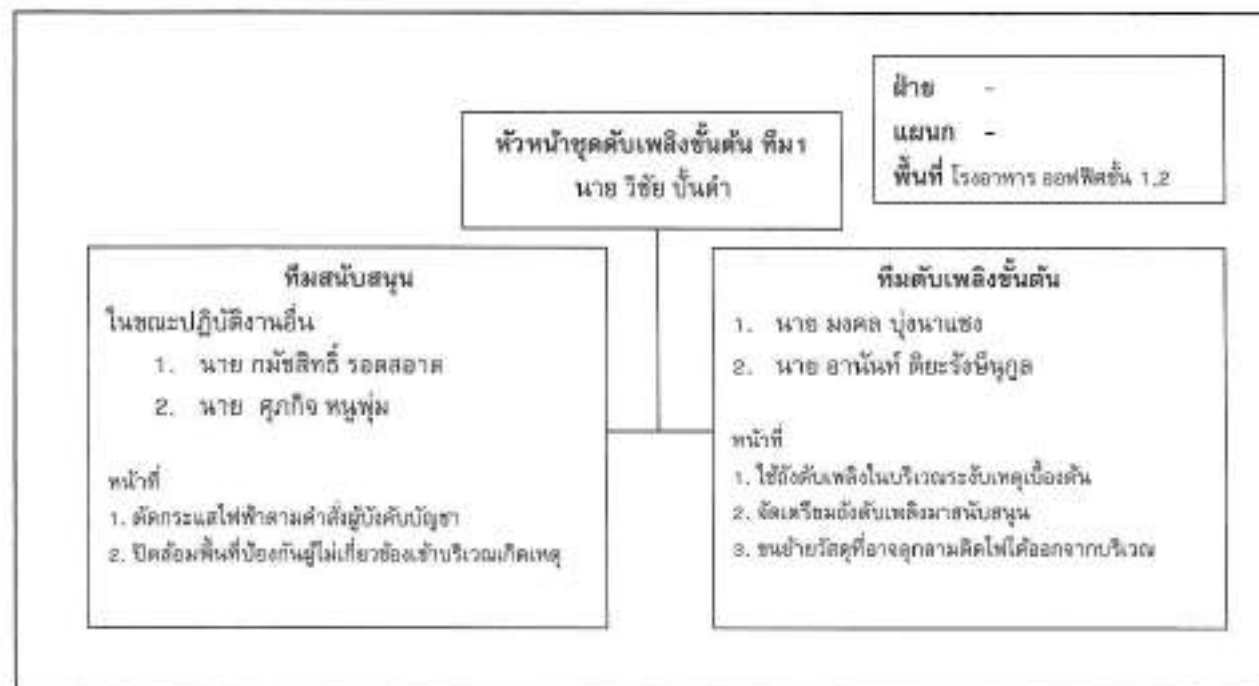 ฝ่าย -
แผนก -
พื้นที่ โรงอาหาร ออฟฟิศชั้น 1,2
หัวหน้าชุดดับเพลิงขั้นต้น ทีม1
นาย วิชัย ปั้นดำ
ทีมสนับสนุน
ในขณะปฏิบัติงานอื่น
1. นาย กมัชสิทธิ์ รอดสอาด
2. นาย ศุภกิจ หนูพุ่ม
หน้าที่
1. ตัดกระแสไฟฟ้าตามคำสั่งผู้บังคับบัญชา
2. ปิดล้อมพื้นที่ป้องกันผู้ไม่เกี่ยวข้องเข้าบริเวณเกิดเหตุ
ทีมดับเพลิงขั้นต้น
1. นาย มงคล บุ่งนาแซง
2. นาย อานันท์ ติยะรังษีนุกูล
หน้าที่
1. ใช้ถังดับเพลิงในบริเวณระงับเหตุเบื้องต้น
2. จัดเตรียมถังดับเพลิงมาสนับสนุน
3. ขนย้ายวัสดุที่อาจลุกลามติดไฟได้ออกจากบริเวณ